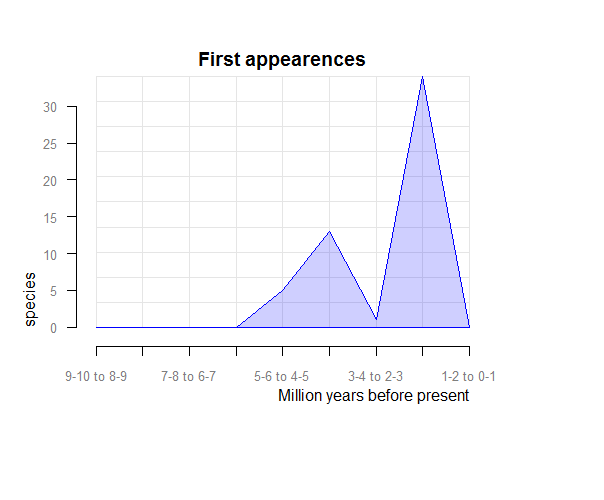 First appearences
30
25
20
15
10
5
0
species
9-10 to 8-9 7-8 to 6-7 5-6 to 4-5 3-4 to 2-3 1-2 to 0-1
Million years before present